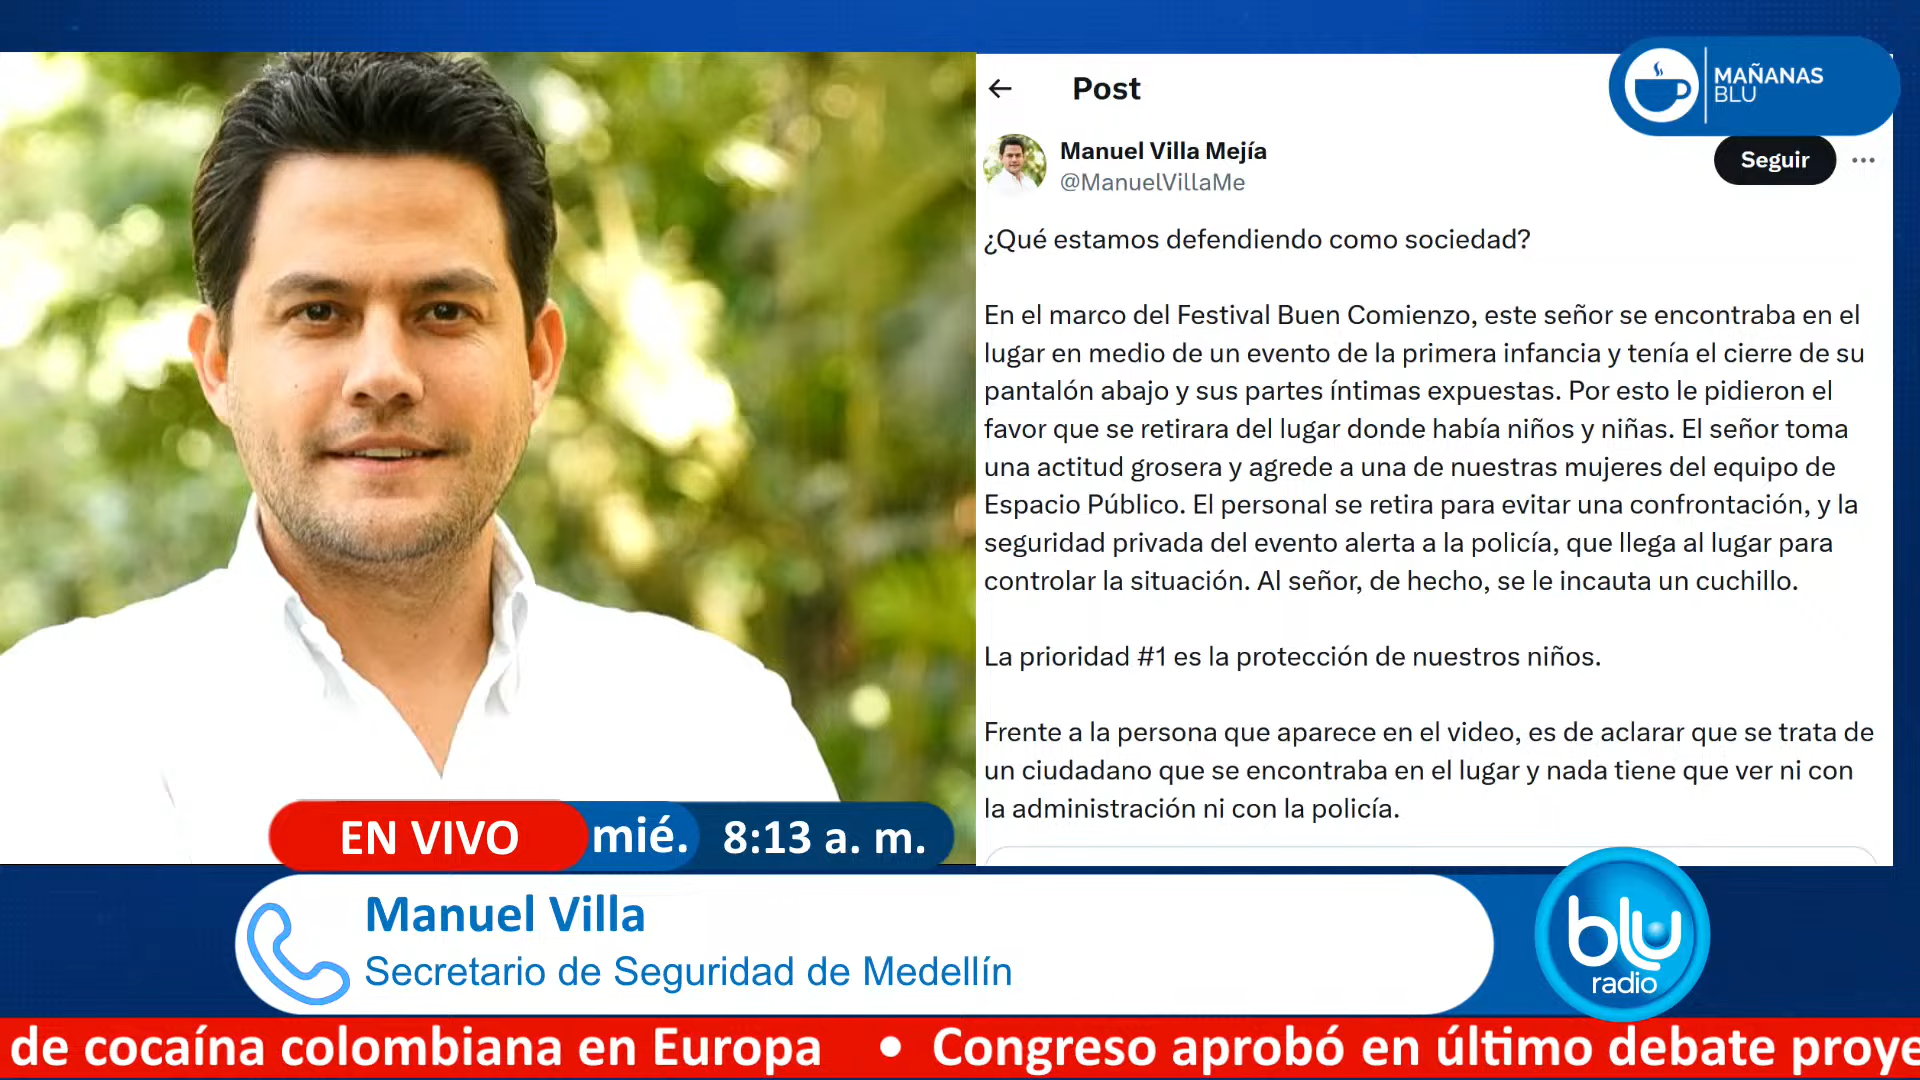 Post
MAÑANAS
BLU
Manuel Villa Mejía
@ManuelVillaMe
Seguir
¿Qué estamos defendiendo como sociedad?
En el marco del Festival Buen Comienzo, este señor se encontraba en el
lugar en medio de un evento de la primera infancia y tenía el cierre de su
pantalón abajo y sus partes íntimas expuestas. Por esto le pidieron el
favor que se retirara del lugar donde había niños y niñas. El señor toma
una actitud grosera y agrede a una de nuestras mujeres del equipo de
Espacio Público. El personal se retira para evitar una confrontación, y la
seguridad privada del evento alerta a la policía, que llega al lugar para
controlar la situación. Al señor, de hecho, se le incauta un cuchillo.
La prioridad #1 es la protección de nuestros niños.
Frente a la persona que aparece en el video, es de aclarar que se trata de
un ciudadano que se encontraba en el lugar y nada tiene que ver ni con
la administración ni con la policía.
EN VIVO mié. 8:13 a. m.
Manuel Villa
Secretario de Seguridad de Medellín
blu
radio
de cocaína colombiana en Europa • Congreso aprobó en último debate proye